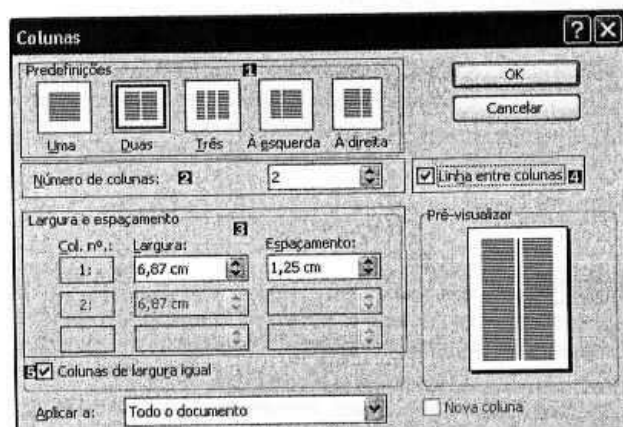 Colunas
Predefinições 1
OK
Cancelar
Uma Duas Três À esquerda À direita
Número de colunas: 2 2
Linha entre colunas 4
Largura e espaçamento 3
Pré-visualizar
Col. nº.: Largura: Espaçamento:
1: 6,87 cm 1,25 cm
2: 6,87 cm
5 Colunas de largura igual
Aplicar a: Todo o documento
Nova coluna